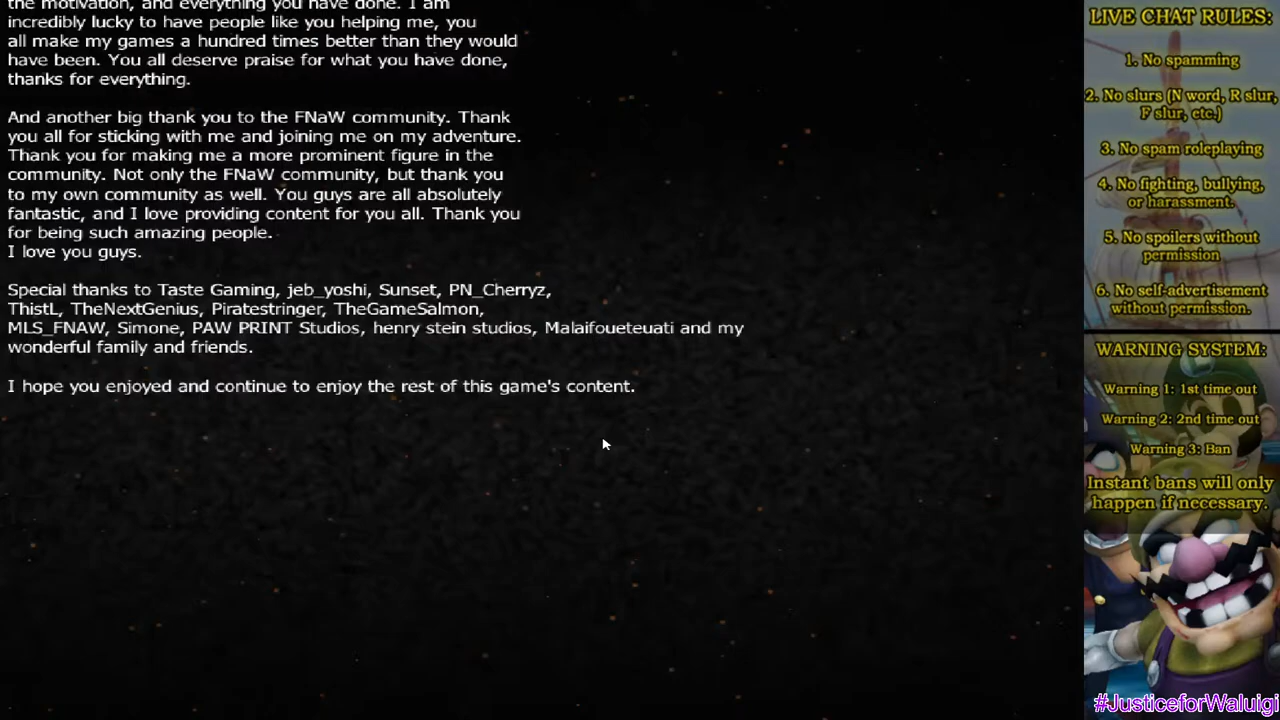 the motivation, and everything you have done. I am
incredibly lucky to have people like you helping me, you
all make my games a hundred times better than they would
have been. You all deserve praise for what you have done,
thanks for everything.
And another big thank you to the FNaW community. Thank
you all for sticking with me and joining me on my adventure.
Thank you for making me a more prominent figure in the
community. Not only the FNaW community, but thank you
to my own community as well. You guys are all absolutely
fantastic, and I love providing content for you all. Thank you
for being such amazing people.
I love you guys.
Special thanks to Taste Gaming, jeb_yoshi, Sunset, PN_Cherryz,
ThistL, TheNextGenius, Piratestringer, TheGameSalmon,
MLS_FNAW, Simone, PAW PRINT Studios, henry stein studios, Malaifoueteuati and my
wonderful family and friends.
I hope you enjoyed and continue to enjoy the rest of this game's content.
LIVE CHAT RULES:
1. No spamming
2. No slurs (N word, R slur,
F slur, etc.)
3. No spam roleplaying
4. No fighting, bullying,
or harassment.
5. No spoilers without
permission
6. No self-advertisement
without permission.
WARNING SYSTEM:
Warning 1: 1st time out
Warning 2: 2nd time out
Warning 3: Ban
Instant bans will only
happen if necessary.
#JusticeforWaluigi